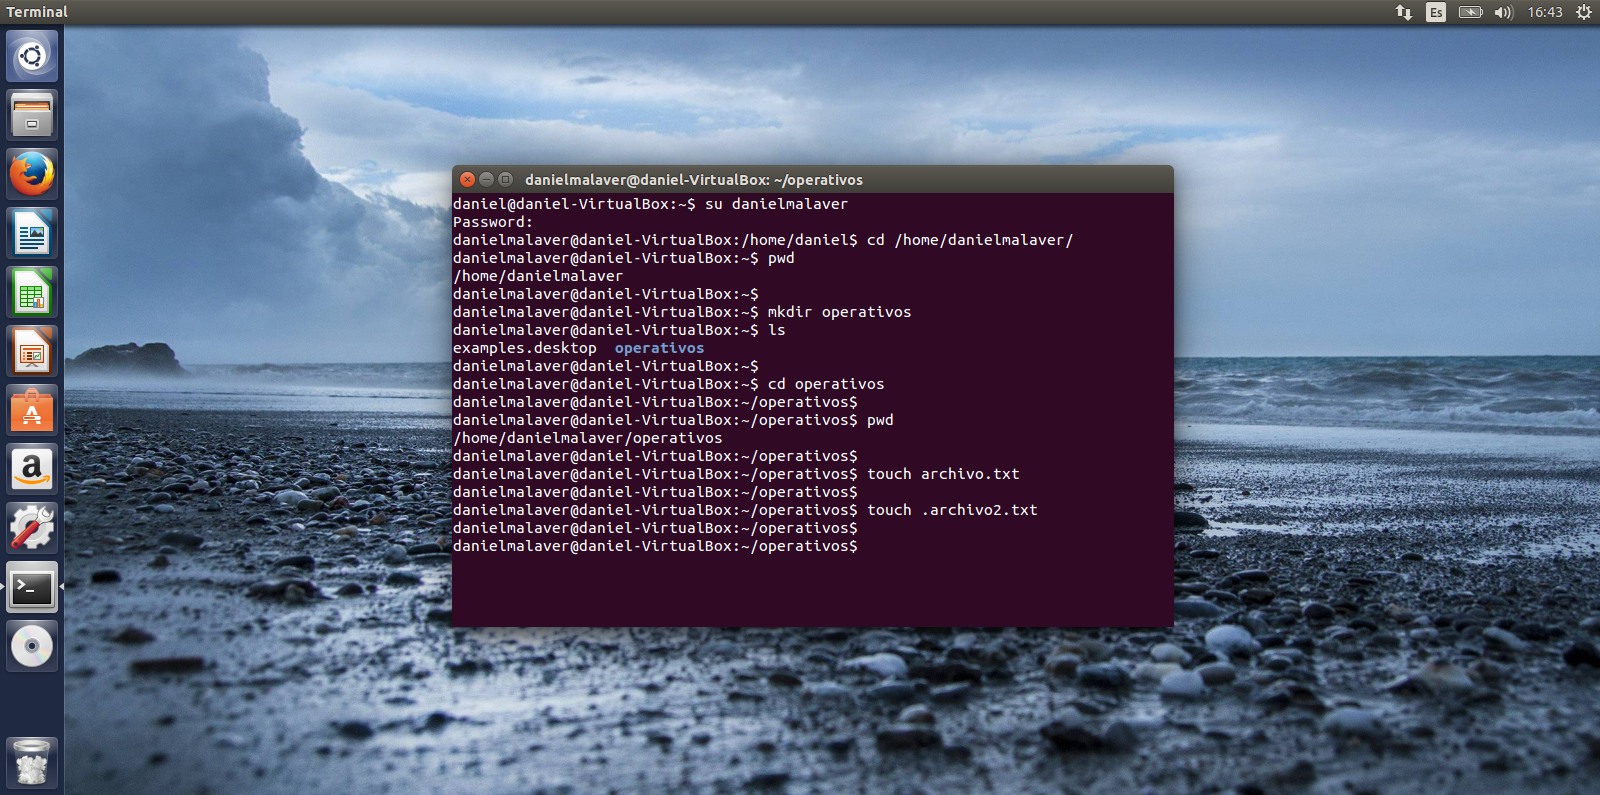 Terminal
Es
16:43
danielmalaver@daniel-VirtualBox: ~/operativos
daniel@daniel-VirtualBox:~$ su danielmalaver
Password:
danielmalaver@daniel-VirtualBox:/home/daniel$ cd /home/danielmalaver/
danielmalaver@daniel-VirtualBox:~$ pwd
/home/danielmalaver
danielmalaver@daniel-VirtualBox:~$
danielmalaver@daniel-VirtualBox:~$ mkdir operativos
danielmalaver@daniel-VirtualBox:~$ ls
examples.desktop  operativos
danielmalaver@daniel-VirtualBox:~$
danielmalaver@daniel-VirtualBox:~$ cd operativos
danielmalaver@daniel-VirtualBox:~/operativos$
danielmalaver@daniel-VirtualBox:~/operativos$ pwd
/home/danielmalaver/operativos
danielmalaver@daniel-VirtualBox:~/operativos$
danielmalaver@daniel-VirtualBox:~/operativos$ touch archivo.txt
danielmalaver@daniel-VirtualBox:~/operativos$
danielmalaver@daniel-VirtualBox:~/operativos$ touch .archivo2.txt
danielmalaver@daniel-VirtualBox:~/operativos$
danielmalaver@daniel-VirtualBox:~/operativos$